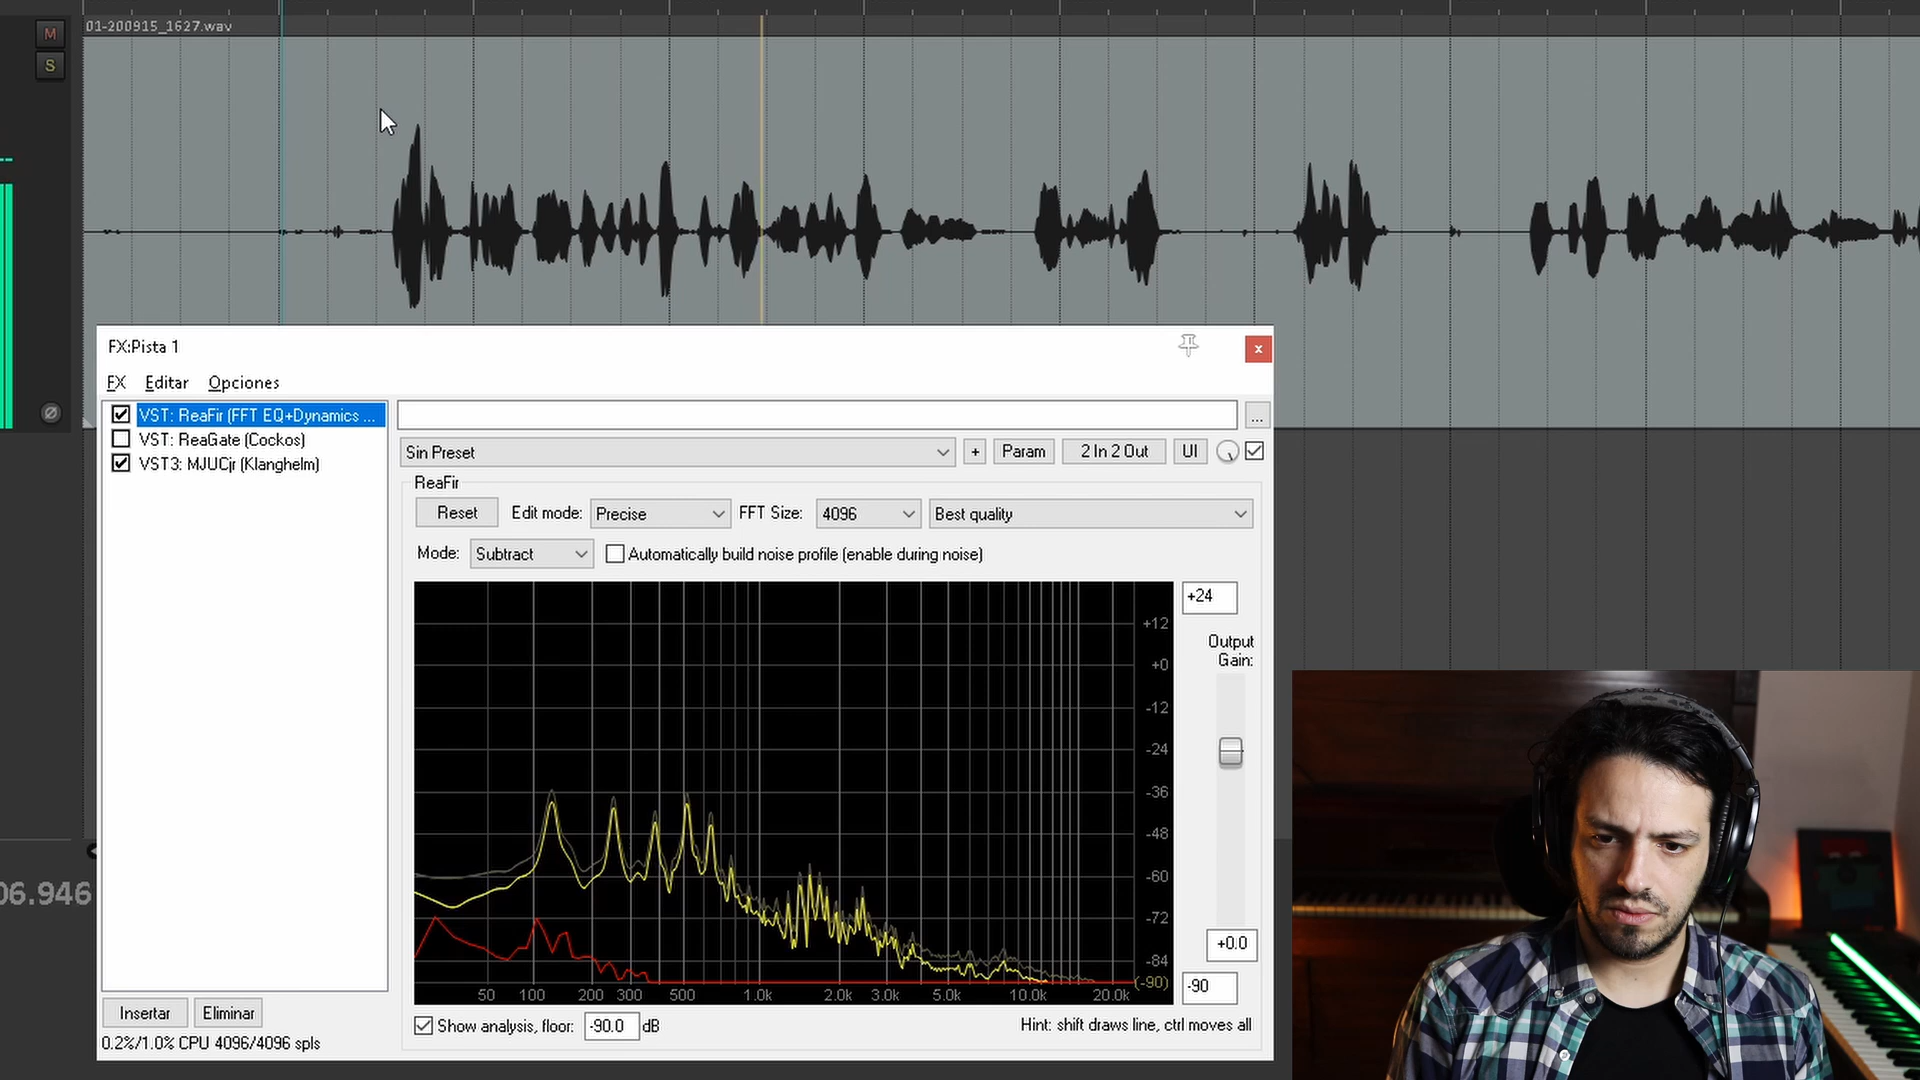 01-200915_1627.wav
M
S
FX:Pista 1
x
FX Editar Opciones
VST: ReaFir (FFT EQ+Dynamics ...
VST: ReaGate (Cockos)
VST3: MJUCjr (Klanghelm)
...
Sin Preset + Param 2 In 2 Out UI
ReaFir
Reset Edit mode: Precise FFT Size: 4096 Best quality
Mode: Subtract Automatically build noise profile (enable during noise)
+24
+12
Output
Gain:
+0
-12
-24
-36
-48
-60
-72
+0.0
-84
(-90)
-90
50 100 200 300 500 1.0k 2.0k 3.0k 5.0k 10.0k 20.0k
Show analysis, floor: -90.0 dB Hint: shift draws line, ctrl moves all
Insertar Eliminar
0.2%/1.0% CPU 4096/4096 spls
06.946